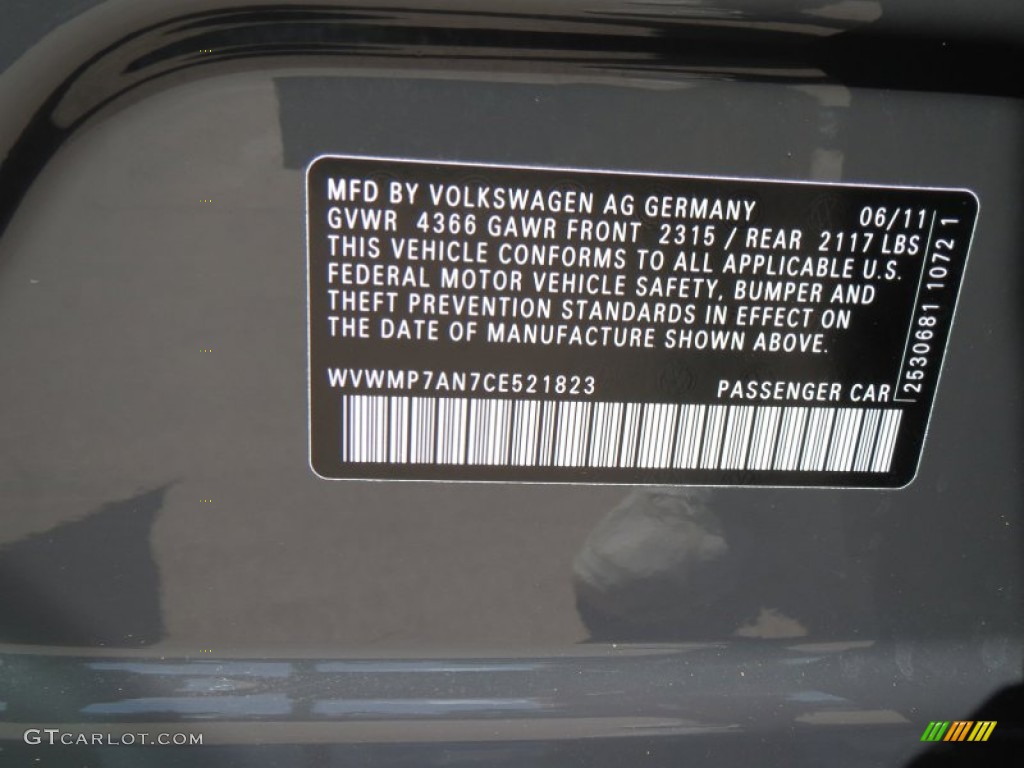 MFD BY VOLKSWAGEN AG GERMANY 06/11
GVWR 4366 GAWR FRONT 2315 / REAR 2117 LBS
THIS VEHICLE CONFORMS TO ALL APPLICABLE U.S.
FEDERAL MOTOR VEHICLE SAFETY, BUMPER AND
THEFT PREVENTION STANDARDS IN EFFECT ON
THE DATE OF MANUFACTURE SHOWN ABOVE.
WVWMP7AN7CE521823 PASSENGER CAR
2530681 1072 1
GTCARLOT.COM